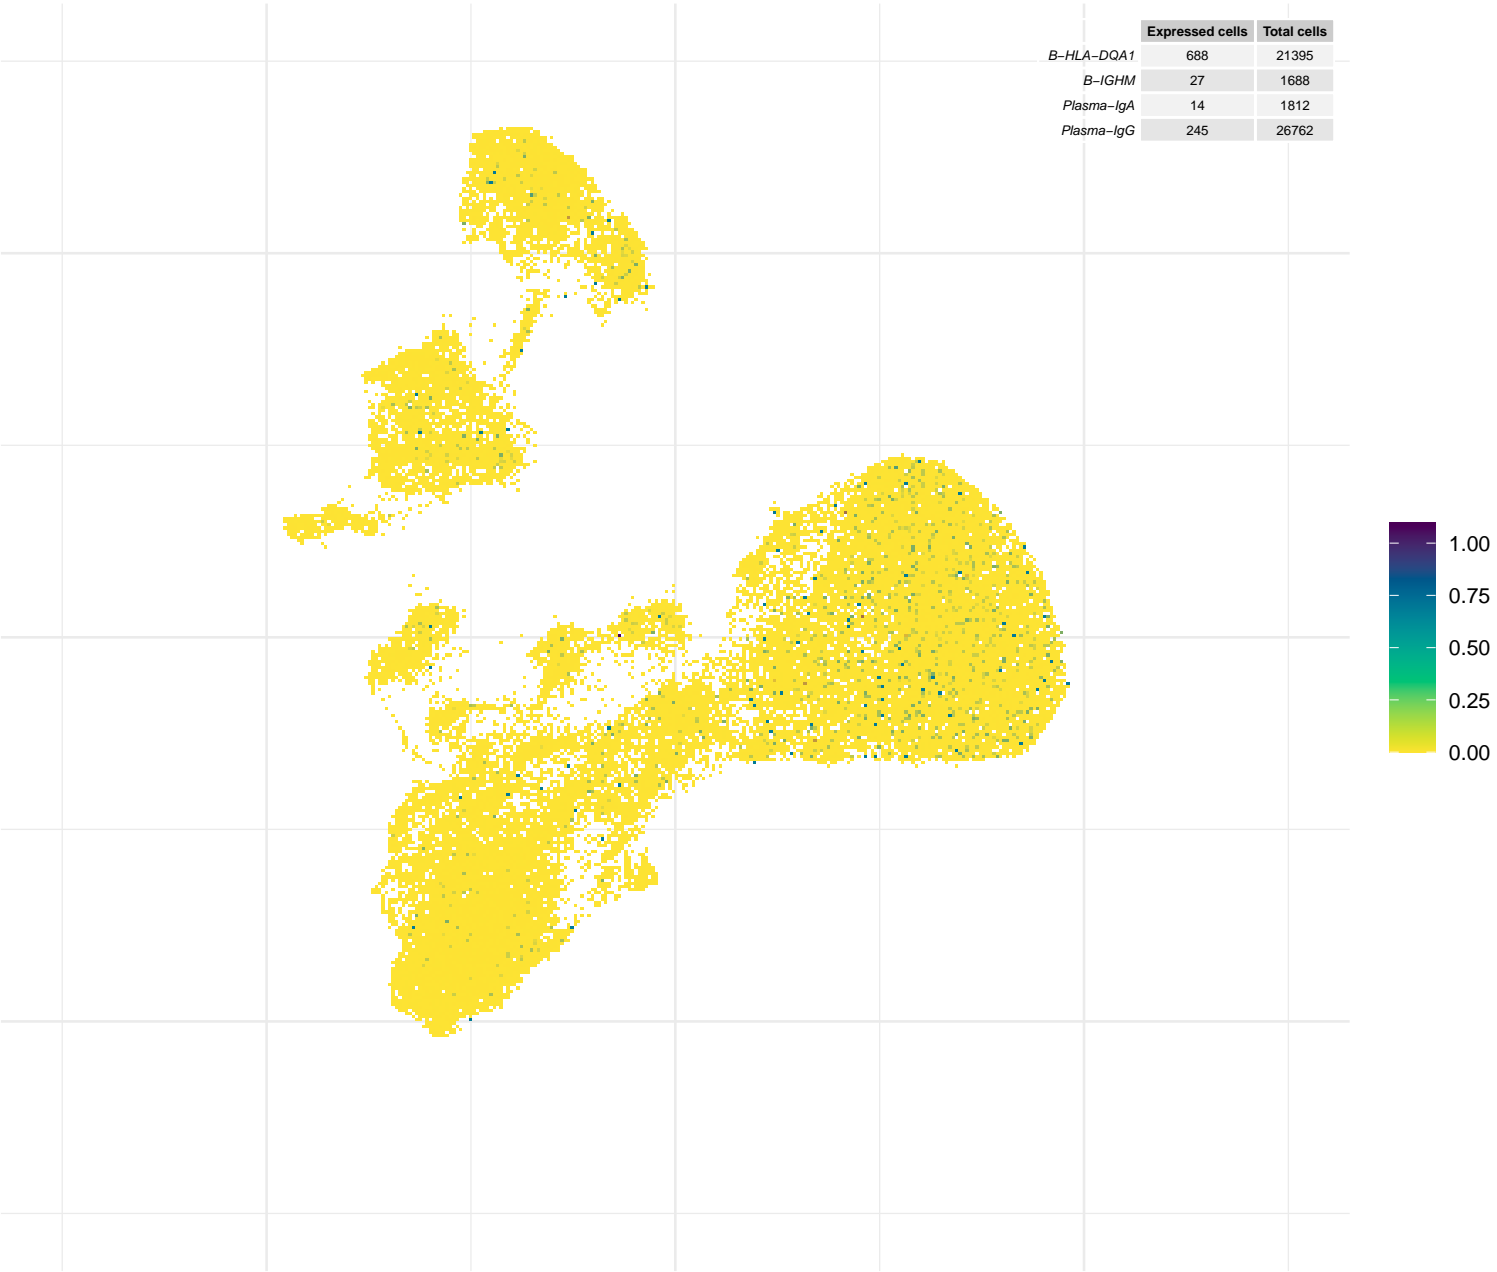 Expressed cells Total cells
B−HLA−DQA1 688 21395
B−IGHM 27 1688
Plasma−IgA 14 1812
Plasma−IgG 245 26762
1.00
0.75
0.50
0.25
0.00